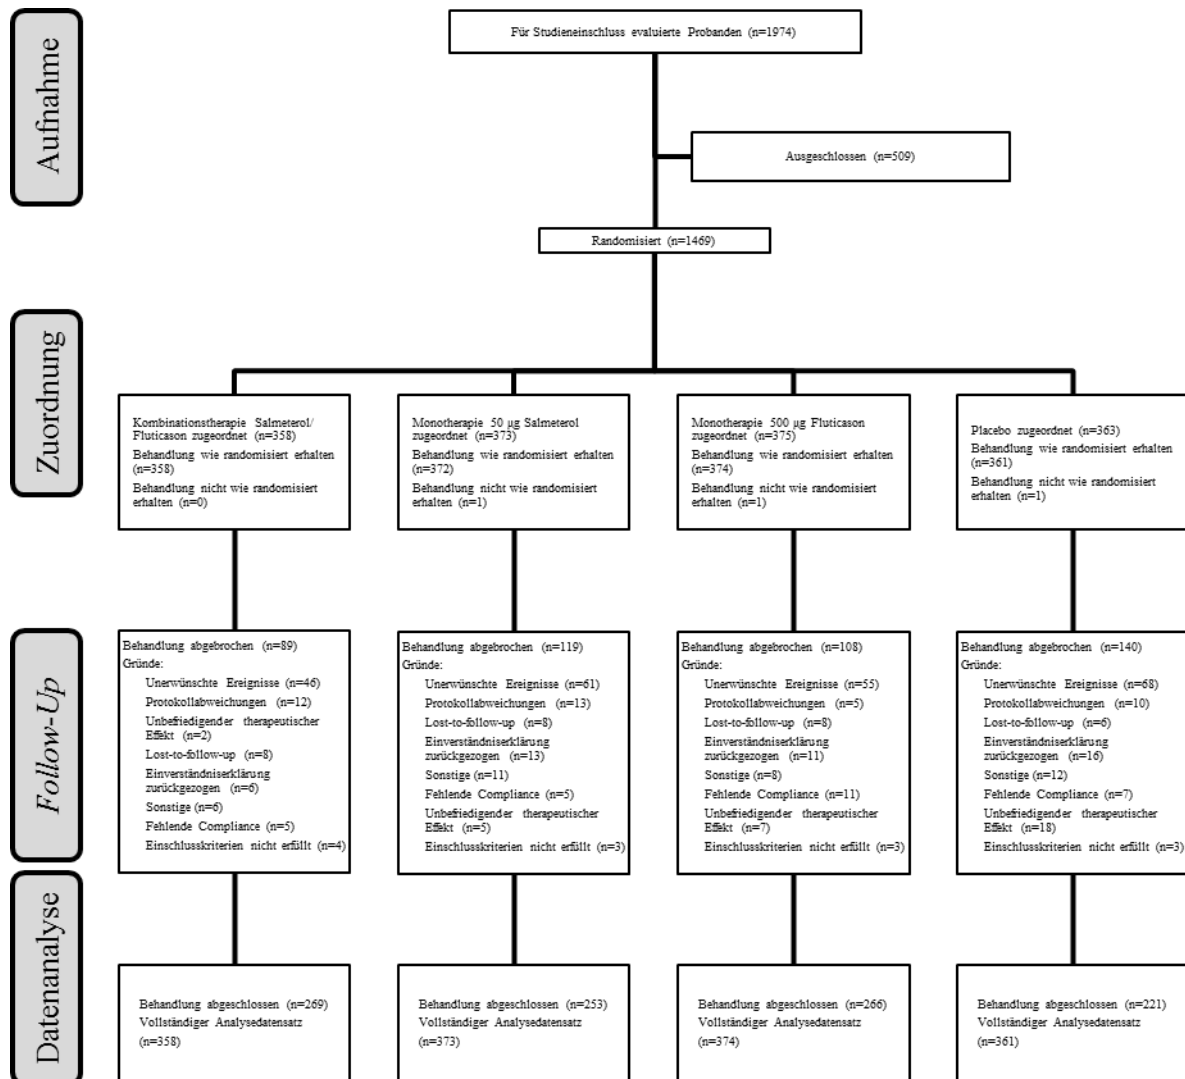 Aufnahme
Für Studieneinschluss evaluierte Probanden (n=1974)
Ausgeschlossen (n=509)
Randomisiert (n=1469)
Zuordnung
Kombinationstherapie Salmeterol/
Fluticason zugeordnet (n=358)
Behandlung wie randomisiert erhalten
(n=358)
Behandlung nicht wie randomisiert
erhalten (n=0)
Monotherapie 50 µg Salmeterol
zugeordnet (n=373)
Behandlung wie randomisiert erhalten
(n=372)
Behandlung nicht wie randomisiert
erhalten (n=1)
Monotherapie 500 µg Fluticason
zugeordnet (n=375)
Behandlung wie randomisiert erhalten
(n=374)
Behandlung nicht wie randomisiert
erhalten (n=1)
Placebo zugeordnet (n=363)
Behandlung wie randomisiert erhalten
(n=361)
Behandlung nicht wie randomisiert
erhalten (n=1)
Follow-Up
Behandlung abgebrochen (n=89)
Gründe:
Unerwünschte Ereignisse (n=46)
Protokollabweichungen (n=12)
Unbefriedigender therapeutischer
Effekt (n=2)
Lost-to-follow-up (n=8)
Einverständniserklärung
zurückgezogen (n=6)
Sonstige (n=6)
Fehlende Compliance (n=5)
Einschlusskriterien nicht erfüllt (n=4)
Behandlung abgebrochen (n=119)
Gründe:
Unerwünschte Ereignisse (n=61)
Protokollabweichungen (n=13)
Lost-to-follow-up (n=8)
Einverständniserklärung
zurückgezogen (n=13)
Sonstige (n=11)
Fehlende Compliance (n=5)
Unbefriedigender therapeutischer
Effekt (n=5)
Einschlusskriterien nicht erfüllt (n=3)
Behandlung abgebrochen (n=108)
Gründe:
Unerwünschte Ereignisse (n=55)
Protokollabweichungen (n=5)
Lost-to-follow-up (n=8)
Einverständniserklärung
zurückgezogen (n=11)
Sonstige (n=8)
Fehlende Compliance (n=11)
Unbefriedigender therapeutischer
Effekt (n=7)
Einschlusskriterien nicht erfüllt (n=3)
Behandlung abgebrochen (n=140)
Gründe:
Unerwünschte Ereignisse (n=68)
Protokollabweichungen (n=10)
Lost-to-follow-up (n=6)
Einverständniserklärung
zurückgezogen (n=16)
Sonstige (n=12)
Fehlende Compliance (n=7)
Unbefriedigender therapeutischer
Effekt (n=18)
Einschlusskriterien nicht erfüllt (n=3)
Datenanalyse
Behandlung abgeschlossen (n=269)
Vollständiger Analysedatensatz
(n=358)
Behandlung abgeschlossen (n=253)
Vollständiger Analysedatensatz
(n=373)
Behandlung abgeschlossen (n=266)
Vollständiger Analysedatensatz
(n=374)
Behandlung abgeschlossen (n=221)
Vollständiger Analysedatensatz
(n=361)